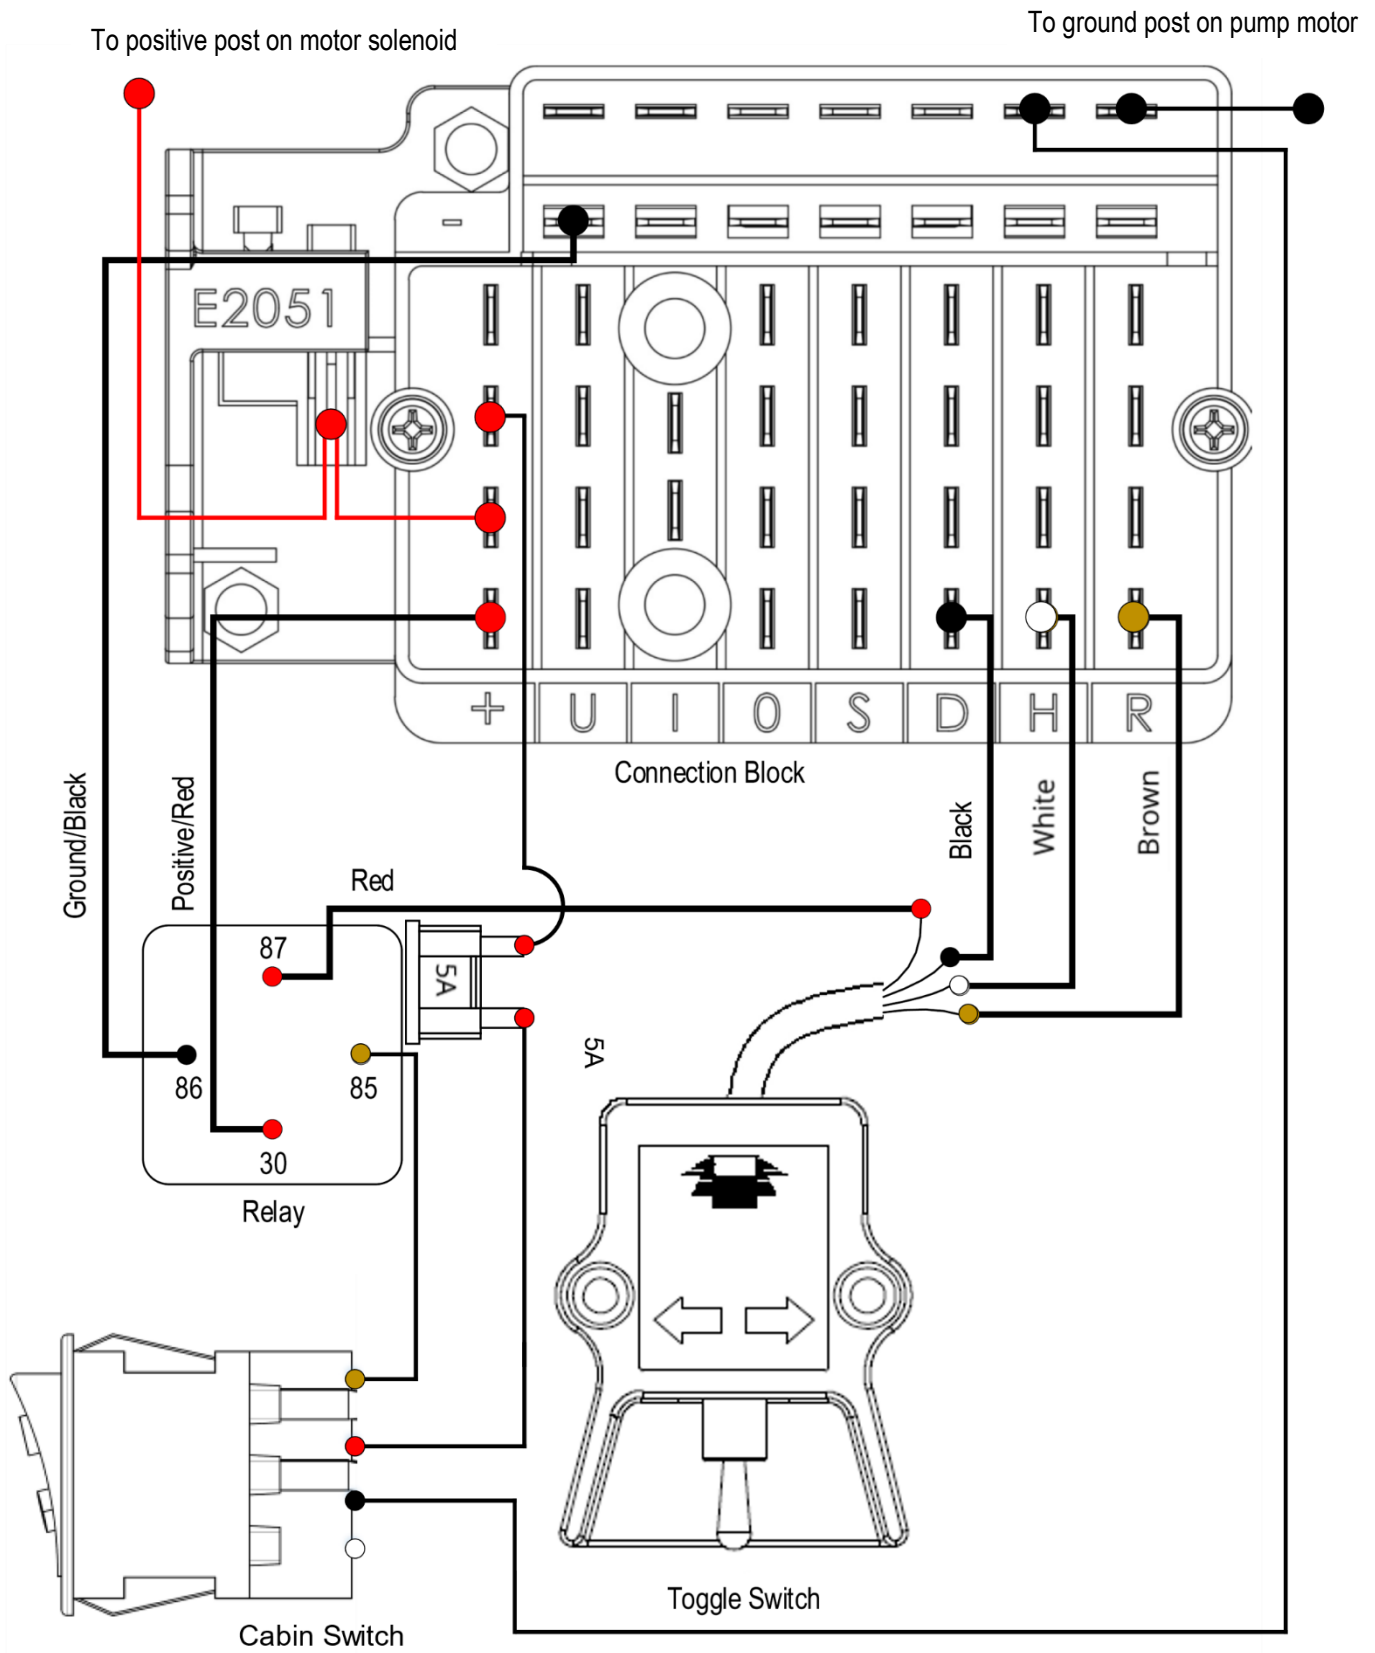 To positive post on motor solenoid
To ground post on pump motor
-
E2051
+ U I 0 S D H R
Connection Block
Ground/Black
Positive/Red
Black
White
Brown
Red
87
5A
86
85
30
5A
Relay
Toggle Switch
Cabin Switch